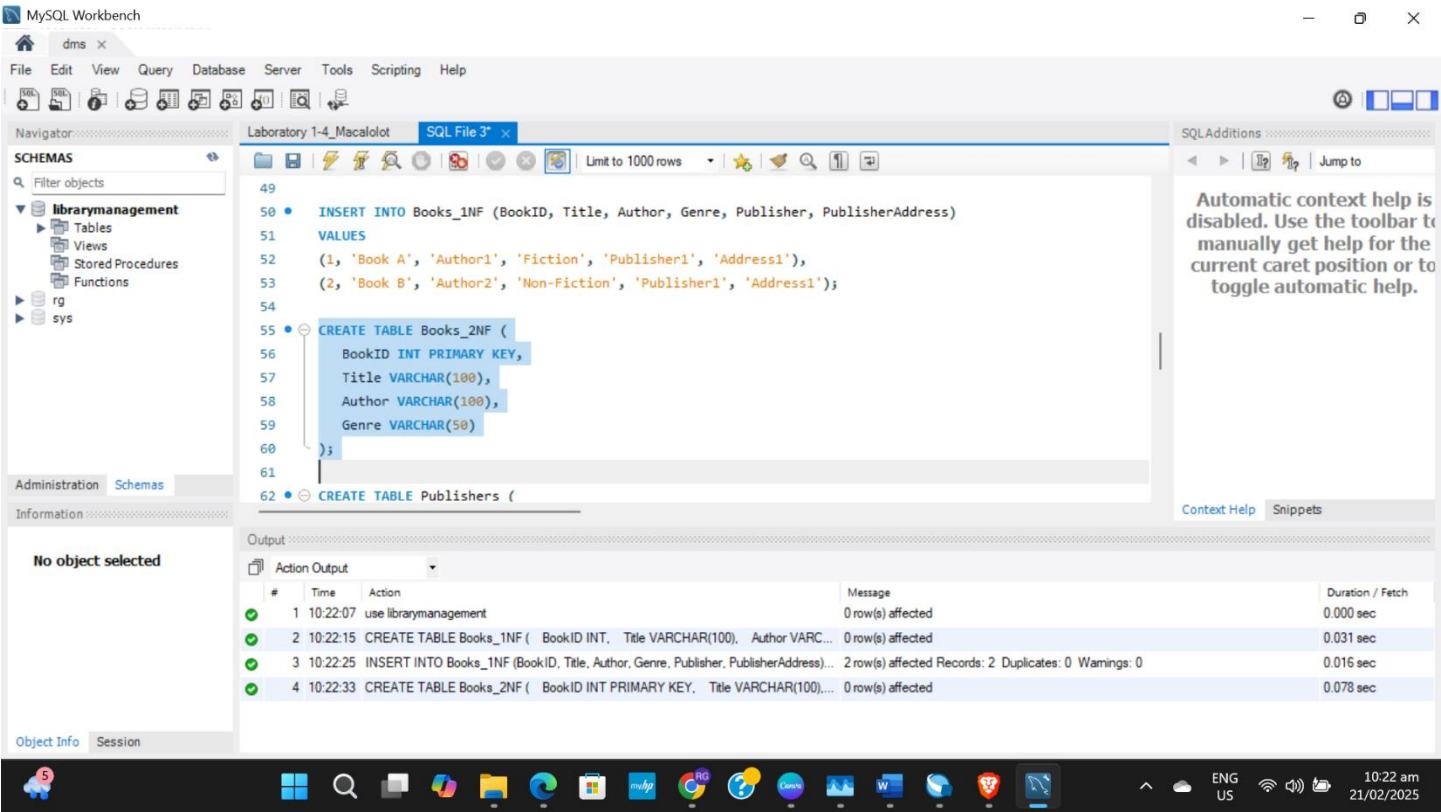 MySQL Workbench
dms
File Edit View Query Database Server Tools Scripting Help
Navigator
SCHEMAS
Filter objects
librarymanagement
Tables
Views
Stored Procedures
Functions
rg
sys
Administration Schemas
Information
No object selected
Object Info Session
Laboratory 1-4_Macalolot SQL File 3*
Limit to 1000 rows
49
50 INSERT INTO Books_1NF (BookID, Title, Author, Genre, Publisher, PublisherAddress)
51 VALUES
52 (1, 'Book A', 'Author1', 'Fiction', 'Publisher1', 'Address1'),
53 (2, 'Book B', 'Author2', 'Non-Fiction', 'Publisher1', 'Address1');
54
55 CREATE TABLE Books_2NF (
56 BookID INT PRIMARY KEY,
57 Title VARCHAR(100),
58 Author VARCHAR(100),
59 Genre VARCHAR(50)
60 );
61
62 CREATE TABLE Publishers (
SQLAdditions
Jump to
Automatic context help is
disabled. Use the toolbar to
manually get help for the
current caret position or to
toggle automatic help.
Context Help Snippets
Output
Action Output
# Time Action Message Duration / Fetch
1 10:22:07 use librarymanagement 0 row(s) affected 0.000 sec
2 10:22:15 CREATE TABLE Books_1NF ( BookID INT, Title VARCHAR(100), Author VARC... 0 row(s) affected 0.031 sec
3 10:22:25 INSERT INTO Books_1NF (BookID, Title, Author, Genre, Publisher, PublisherAddress)... 2 row(s) affected Records: 2 Duplicates: 0 Warnings: 0 0.016 sec
4 10:22:33 CREATE TABLE Books_2NF ( BookID INT PRIMARY KEY, Title VARCHAR(100),... 0 row(s) affected 0.078 sec
5
myhp
RG
Canva
ENG
US
10:22 am
21/02/2025